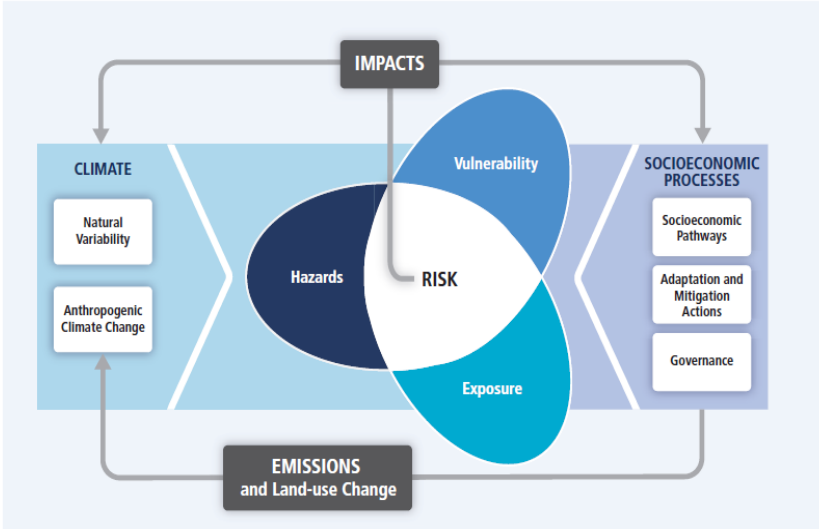 IMPACTS
CLIMATE
Natural
Variability
Anthropogenic
Climate Change
Vulnerability
Hazards
RISK
Exposure
SOCIOECONOMIC
PROCESSES
Socioeconomic
Pathways
Adaptation and
Mitigation
Actions
Governance
EMISSIONS
and Land-use Change